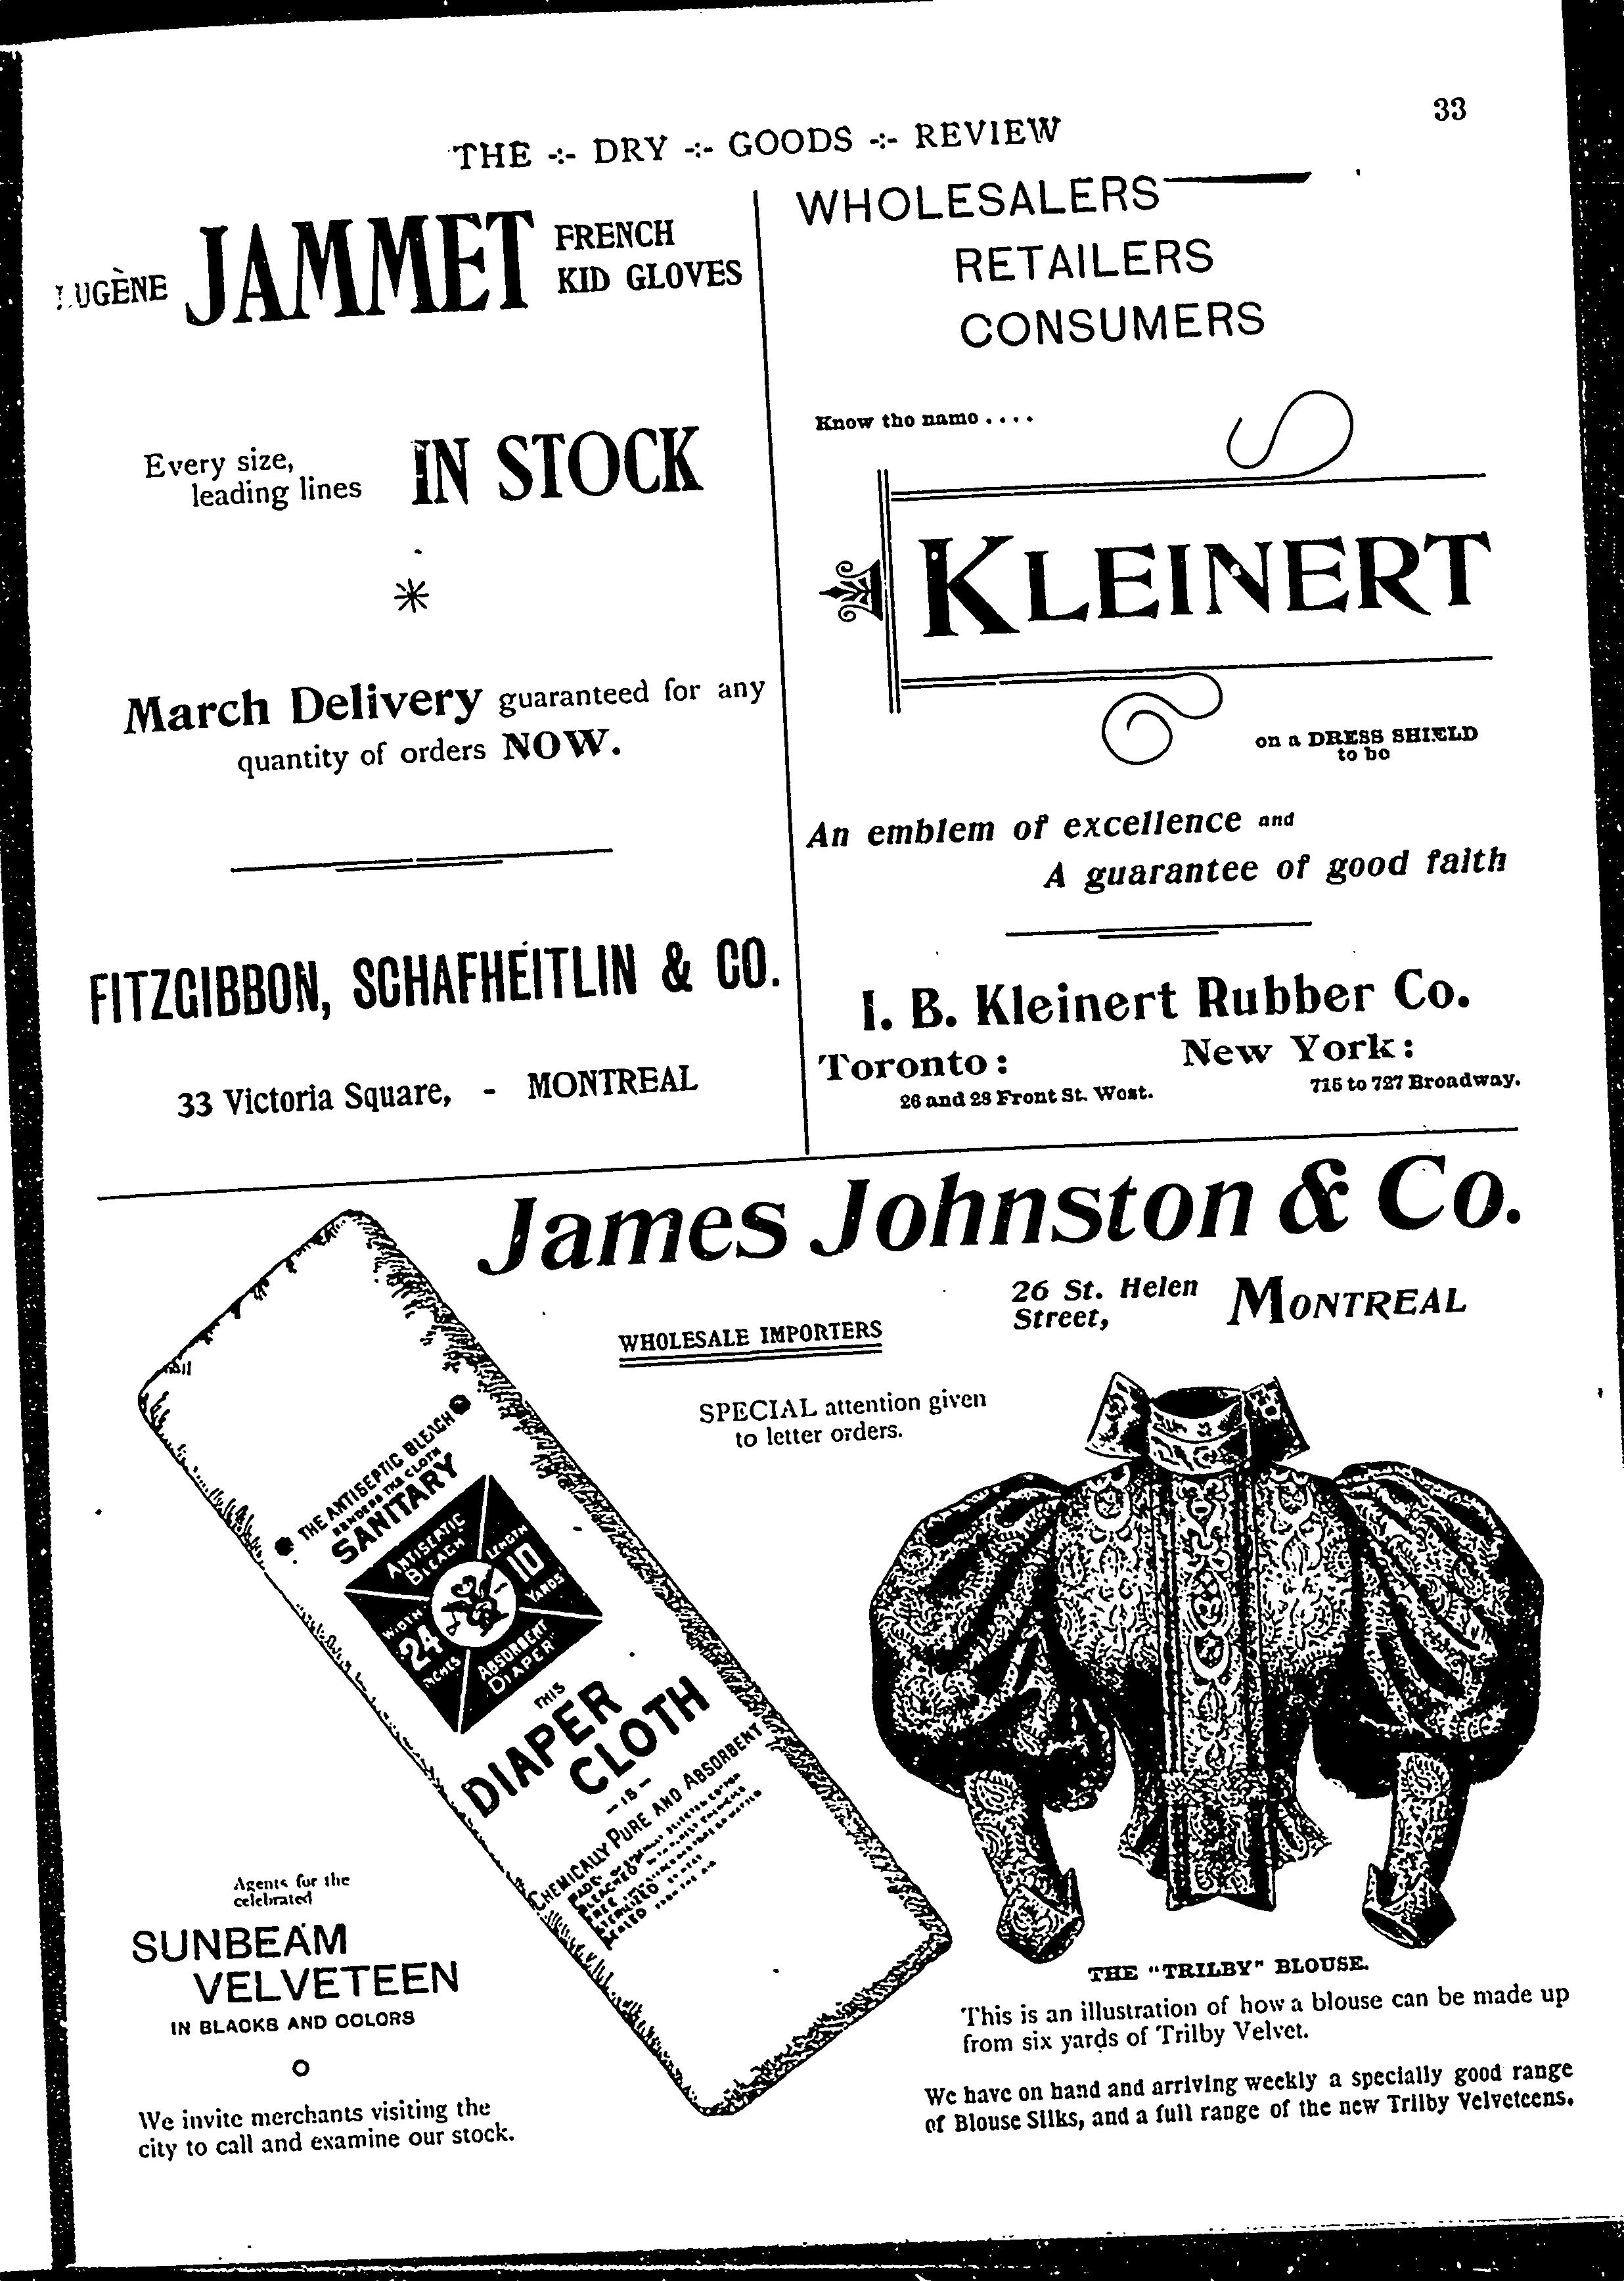 33
THE -:- DRY -:- GOODS -:- REVIEW
JAMMET
FRENCH
KID GLOVES
Every size,
leading lines
IN STOCK
March Delivery guaranteed for any
quantity of orders NOW.
FITZGIBBON, SCHAFHEITLIN & CO.
33 Victoria Square, - MONTREAL
WHOLESALERS
RETAILERS
CONSUMERS
Know the name ....
KLEINERT
on a DRESS SHIELD
to be
An emblem of excellence and
A guarantee of good faith
I. B. Kleinert Rubber Co.
Toronto:
26 and 28 Front St. West.
New York:
715 to 727 Broadway.
James Johnston & Co.
26 St. Helen
Street,
MONTREAL
WHOLESALE IMPORTERS
SPECIAL attention given
to letter orders.
THE ANTISEPTIC BLEACH
RENDERS THE CLOTH
SANITARY
ANTISEPTIC
BLEACH
LENGTH
10
YARDS
WIDTH
24
INCHES
ABSORBENT
DIAPER
THIS
DIAPER
CLOTH
-IS-
CHEMICALLY PURE AND ABSORBENT
Agents for the
celebrated
SUNBEAM
VELVETEEN
IN BLACKS AND COLORS
We invite merchants visiting the
city to call and examine our stock.
THE "TRILBY" BLOUSE.
This is an illustration of how a blouse can be made up
from six yards of Trilby Velvet.
We have on hand and arriving weekly a specially good range
of Blouse Silks, and a full range of the new Trilby Velveteens.